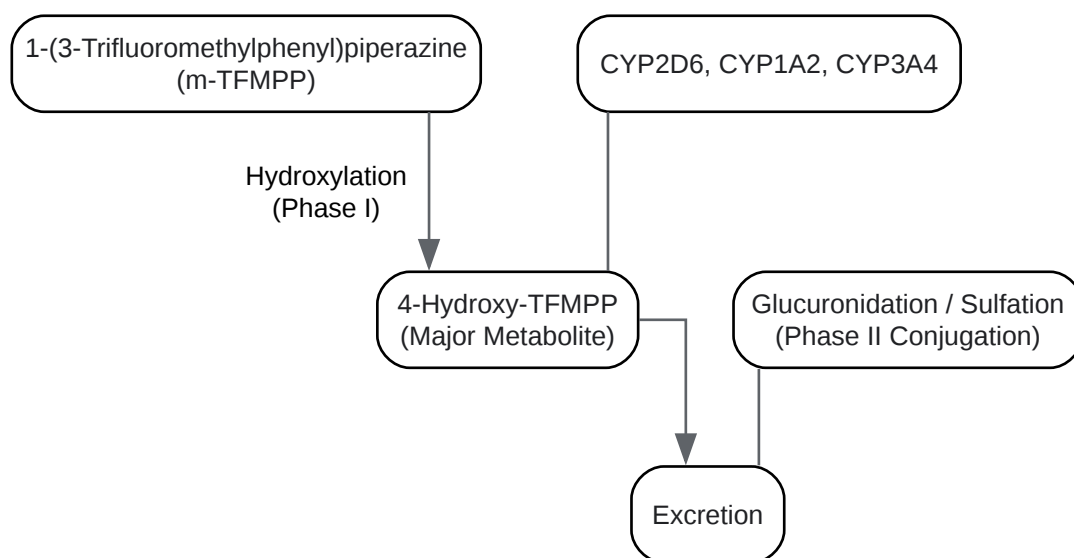 1-(3-Trifluoromethylphenyl)piperazine
(m-TFMPP)
CYP2D6, CYP1A2, CYP3A4
Hydroxylation
(Phase I)
4-Hydroxy-TFMPP
(Major Metabolite)
Glucuronidation / Sulfation
(Phase II Conjugation)
Excretion